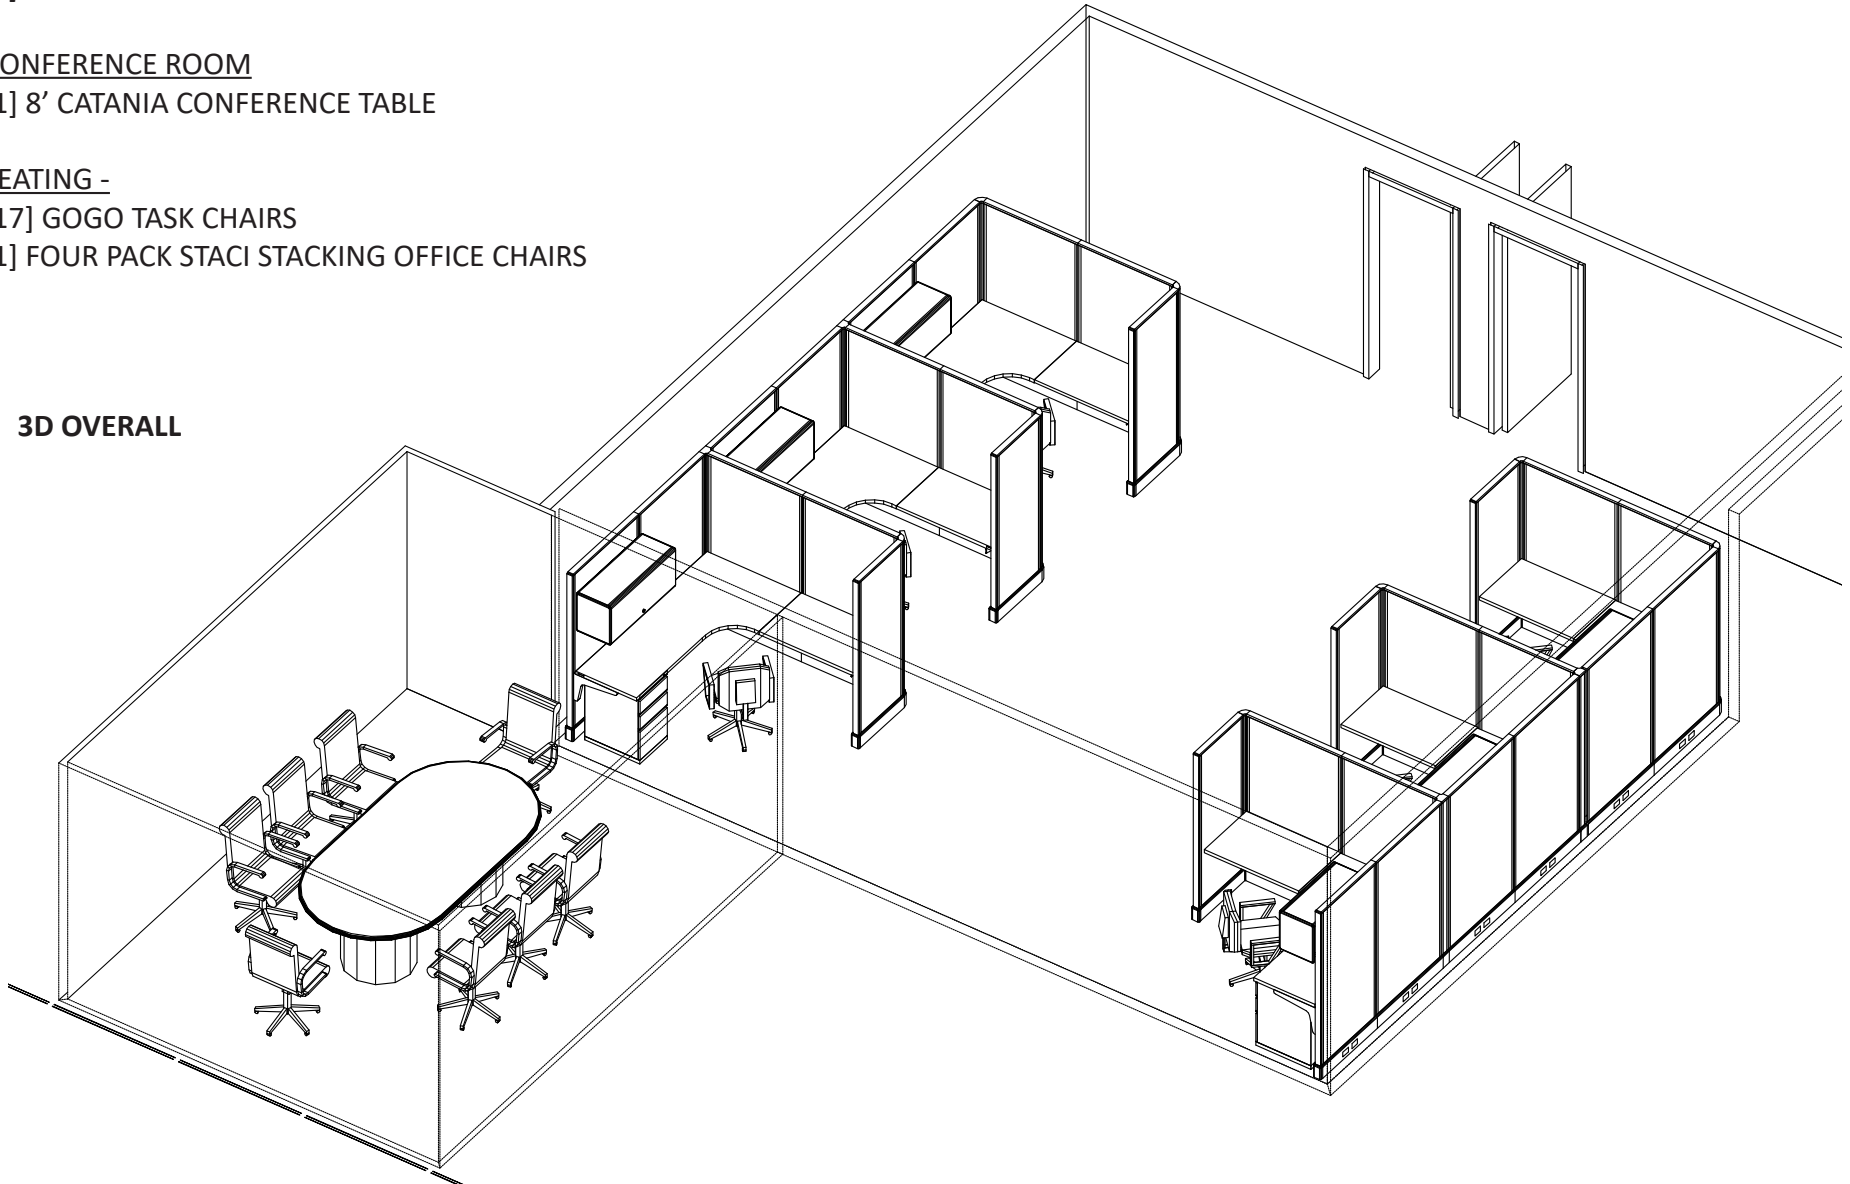 ONFERENCE ROOM
1] 8’ CATANIA CONFERENCE TABLE
EATING -
17] GOGO TASK CHAIRS
1] FOUR PACK STACI STACKING OFFICE CHAIRS
3D OVERALL